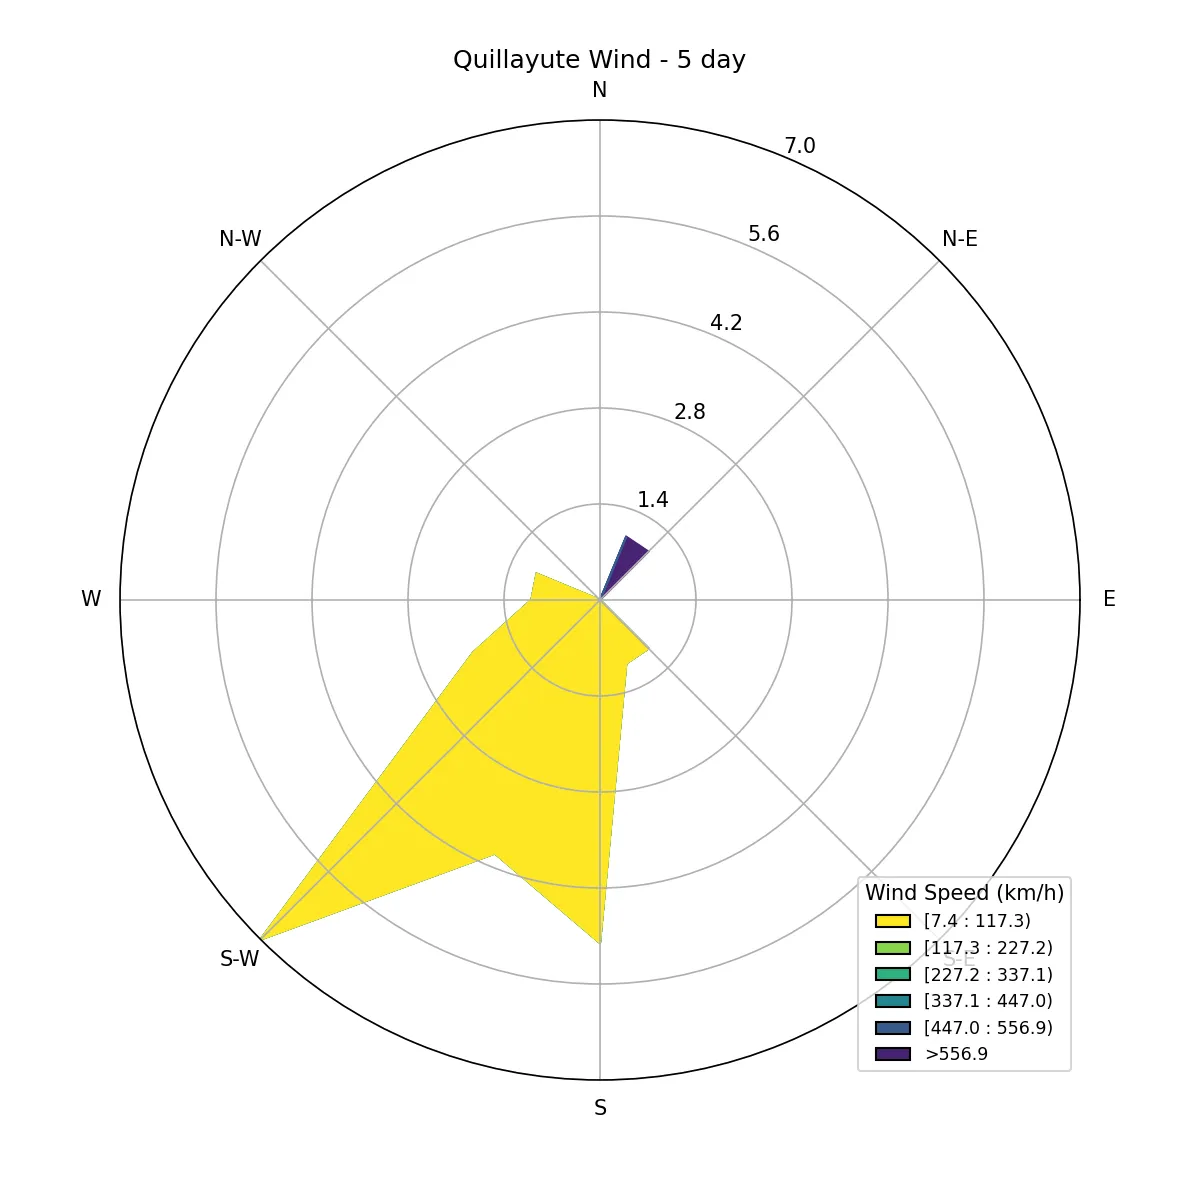 Quillayute Wind - 5 day
N
7.0
N-W
5.6
N-E
4.2
2.8
1.4
W
E
S-W
S-E
S
Wind Speed (km/h)
[7.4 : 117.3)
[117.3 : 227.2)
[227.2 : 337.1)
[337.1 : 447.0)
[447.0 : 556.9)
>556.9